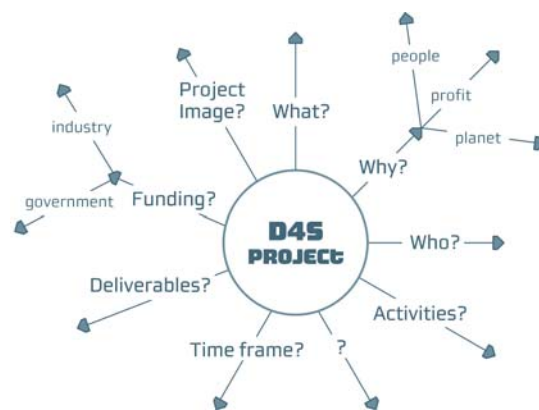 people
Project
Image?
What?
profit
industry
planet
Why?
government
Funding?
D4S
PROJECT
Who?
Deliverables?
Activities?
Time frame?
?